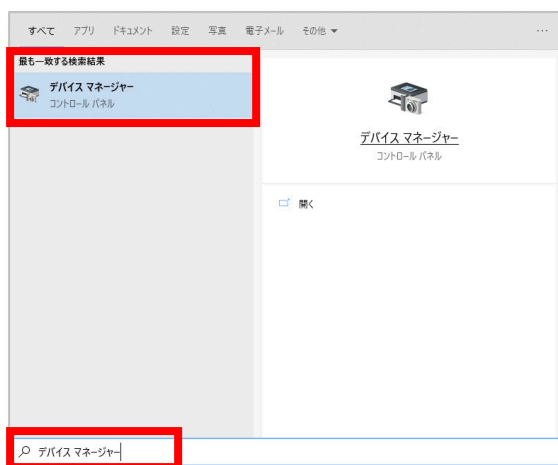 すべて アプリ ドキュメント 設定 写真 電子メール その他 ▼ …
最も一致する検索結果
デバイス マネージャー
コントロール パネル
デバイス マネージャー
コントロール パネル
開く
デバイス マネージャー